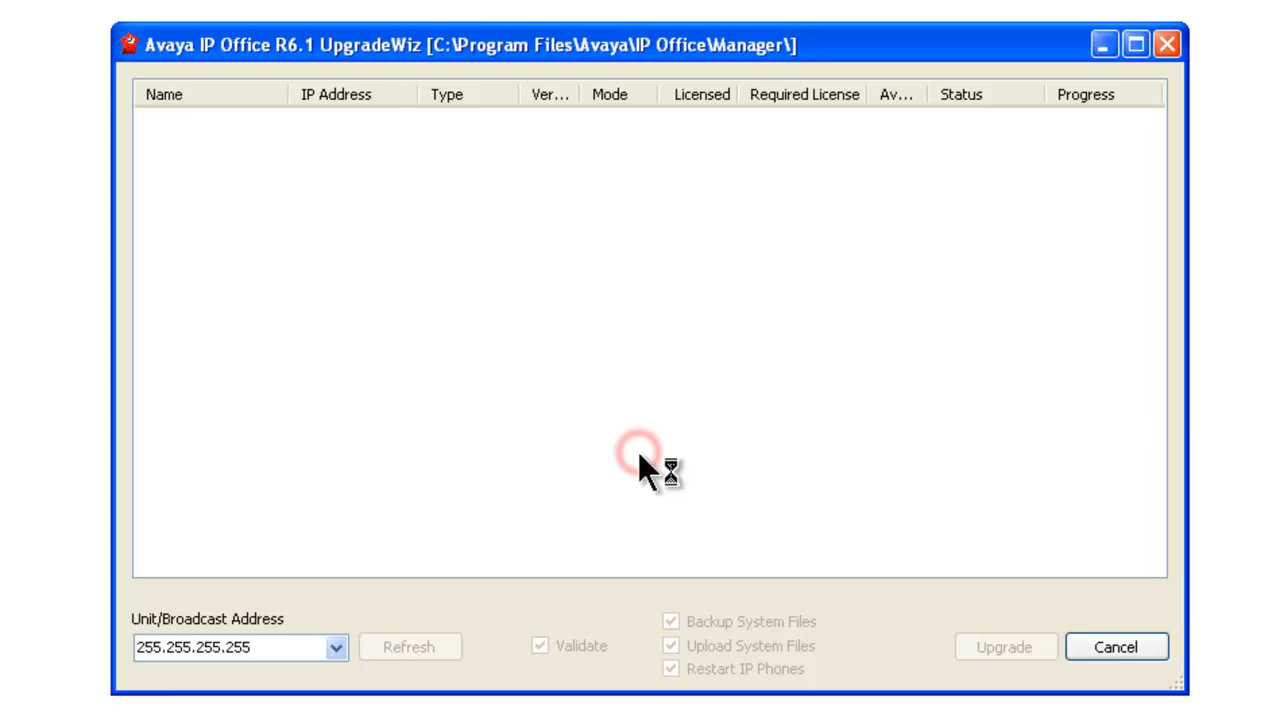 Avaya IP Office R6.1 UpgradeWiz [C:\Program Files\Avaya\IP Office\Manager\]
Name IP Address Type Ver... Mode Licensed Required License Av... Status Progress
Unit/Broadcast Address
255.255.255.255 Refresh
Validate
Backup System Files
Upload System Files
Restart IP Phones
Upgrade Cancel